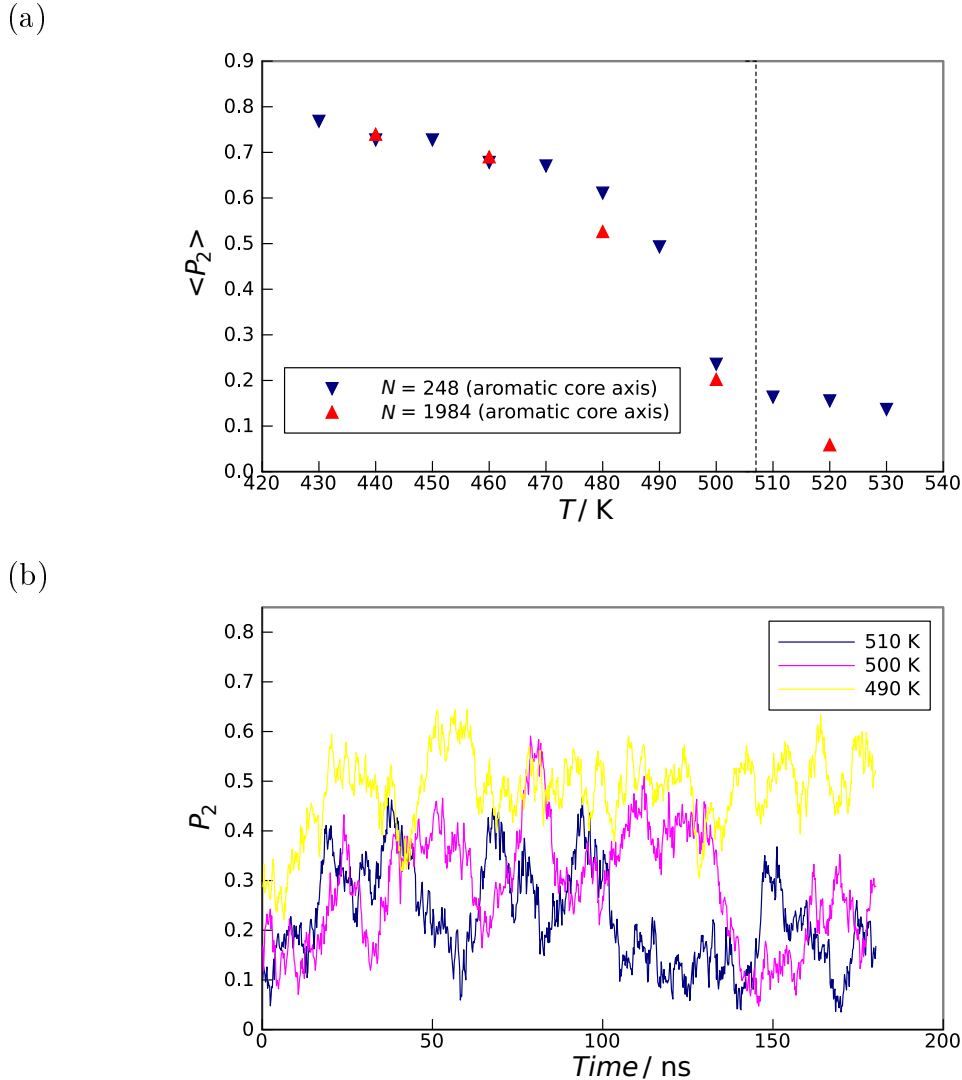 (a)
0.9
0.8
0.7
0.6
0.5
0.4
0.3
0.2
0.1
0.0
<P2>
N = 248 (aromatic core axis)
N = 1984 (aromatic core axis)
420 430 440 450 460 470 480 490 500 510 520 530 540
T / K
(b)
0.8
0.7
0.6
0.5
0.4
0.3
0.2
0.1
0
P2
510 K
500 K
490 K
0 50 100 150 200
Time / ns